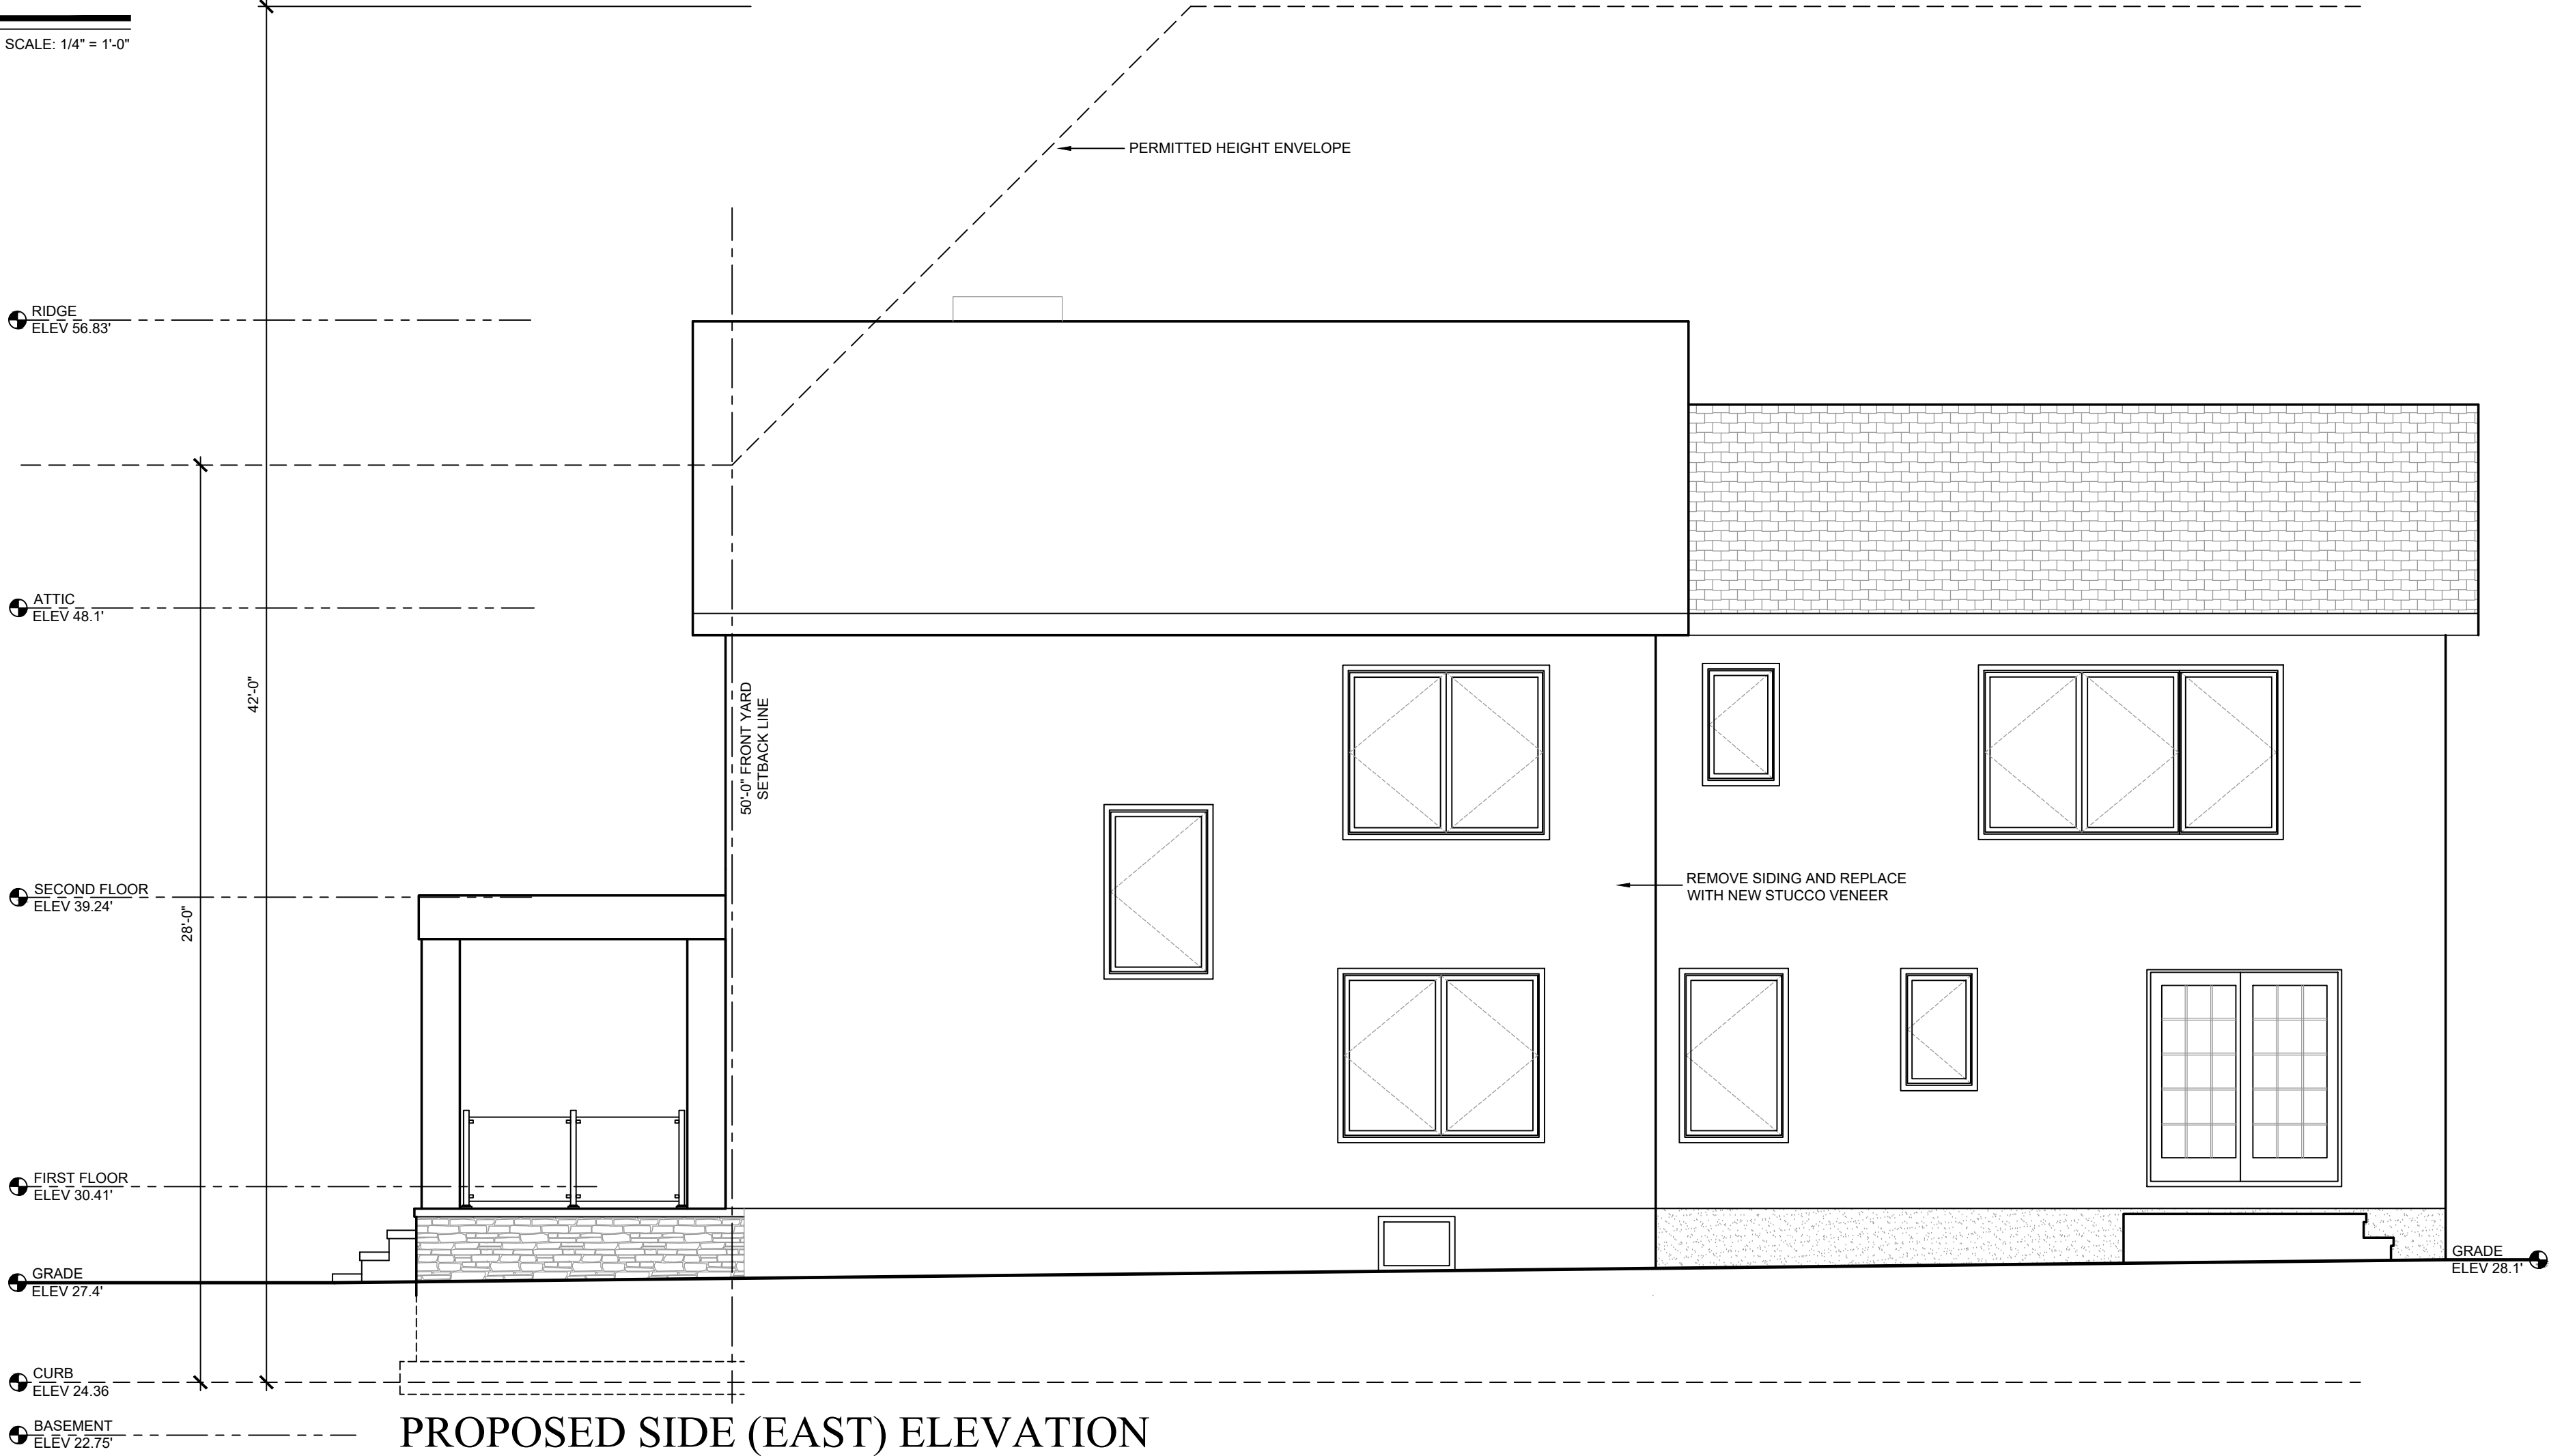 SCALE: 1/4" = 1'-0"
PERMITTED HEIGHT ENVELOPE
RIDGE
ELEV 56.83'
ATTIC
ELEV 48.1'
42'-0"
50'-0" FRONT YARD
SETBACK LINE
SECOND FLOOR
ELEV 39.24'
28'-0"
REMOVE SIDING AND REPLACE
WITH NEW STUCCO VENEER
FIRST FLOOR
ELEV 30.41'
GRADE
ELEV 27.4'
GRADE
ELEV 28.1'
CURB
ELEV 24.36
BASEMENT
ELEV 22.75'
PROPOSED SIDE (EAST) ELEVATION